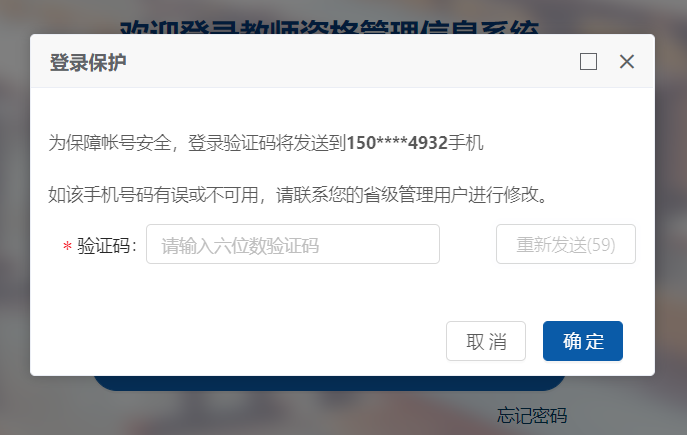 欢迎登录教师资格管理信息系统
登录保护
为保障帐号安全，登录验证码将发送到150****4932手机
如该手机号码有误或不可用，请联系您的省级管理用户进行修改。
* 验证码： 请输入六位数验证码 重新发送(59)
取 消 确 定
忘记密码